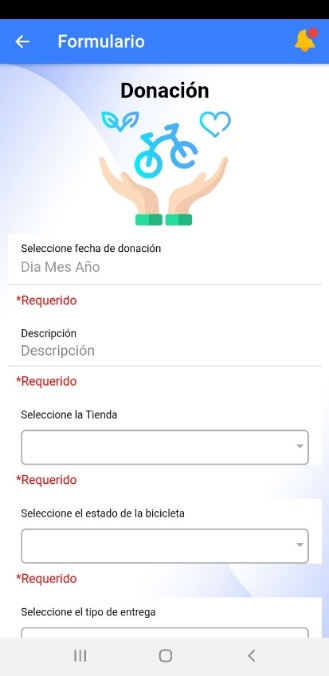 Formulario
Donación
Seleccione fecha de donación
Dia Mes Año
*Requerido
Descripción
Descripción
*Requerido
Seleccione la Tienda
*Requerido
Seleccione el estado de la bicicleta
*Requerido
Seleccione el tipo de entrega